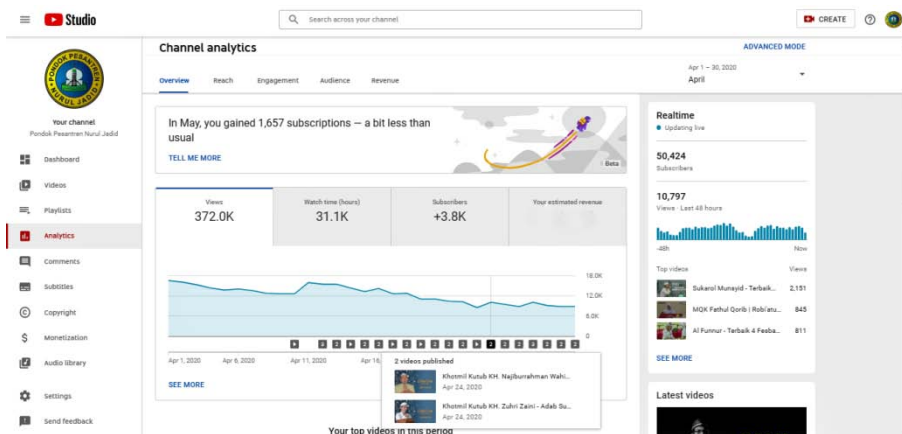 Studio
Search across your channel
CREATE
PONDOK PESANTREN
NURUL JADID
Your channel
Pondok Pesantren Nurul Jadid
Dashboard
Videos
Playlists
Analytics
Comments
Subtitles
Copyright
Monetization
Audio library
Settings
Send feedback
Channel analytics
ADVANCED MODE
Overview
Reach
Engagement
Audience
Revenue
Apr 1 – 30, 2020
April
In May, you gained 1,657 subscriptions — a bit less than
usual
TELL ME MORE
Beta
Views
372.0K
Watch time (hours)
31.1K
Subscribers
+3.8K
Your estimated revenue
18.0K
12.0K
6.0K
0
Apr 1, 2020
Apr 6, 2020
Apr 11, 2020
Apr 16,
SEE MORE
2 videos published
Khotmil Kutub KH. Najiburrahman Wahi...
Apr 24, 2020
Khotmil Kutub KH. Zuhri Zaini - Adab Su...
Apr 24, 2020
Your top videos in this period
Realtime
Updating live
50,424
Subscribers
10,797
Views · Last 48 hours
-48h
Now
Top videos
Views
Sukarol Munsyid - Terbaik...
2,151
MQK Fathul Qorib | Robi'atu...
845
Al Funnur - Terbaik 4 Festba...
811
SEE MORE
Latest videos